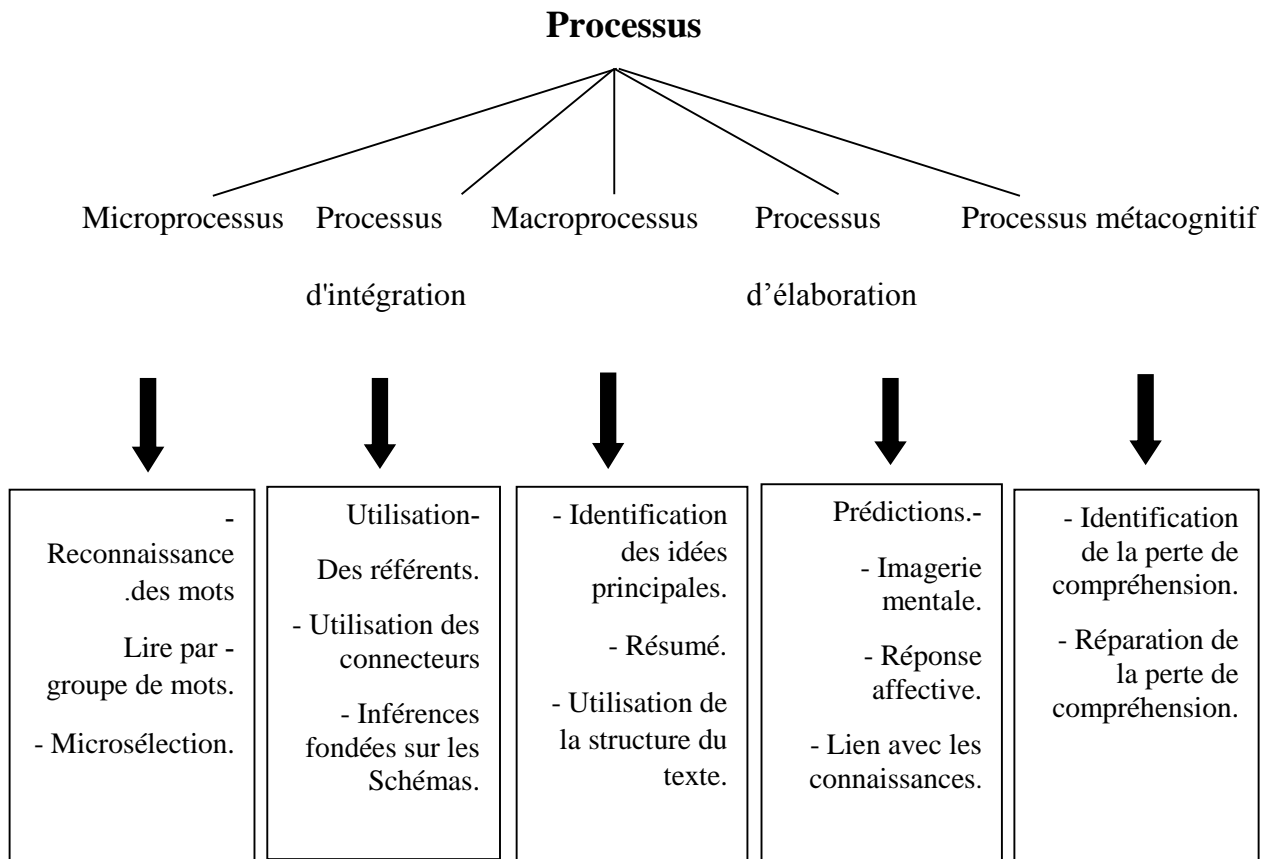 Processus
Microprocessus
Processus
d'intégration
Macroprocessus
Processus
d’élaboration
Processus métacognitif
-
Reconnaissance
.des mots
Lire par -
groupe de mots.
- Microsélection.
Utilisation-
Des référents.
- Utilisation des
connecteurs
- Inférences
fondées sur les
Schémas.
- Identification
des idées
principales.
- Résumé.
- Utilisation de
la structure du
texte.
Prédictions.-
- Imagerie
mentale.
- Réponse
affective.
- Lien avec les
connaissances.
- Identification
de la perte de
compréhension.
- Réparation de
la perte de
compréhension.